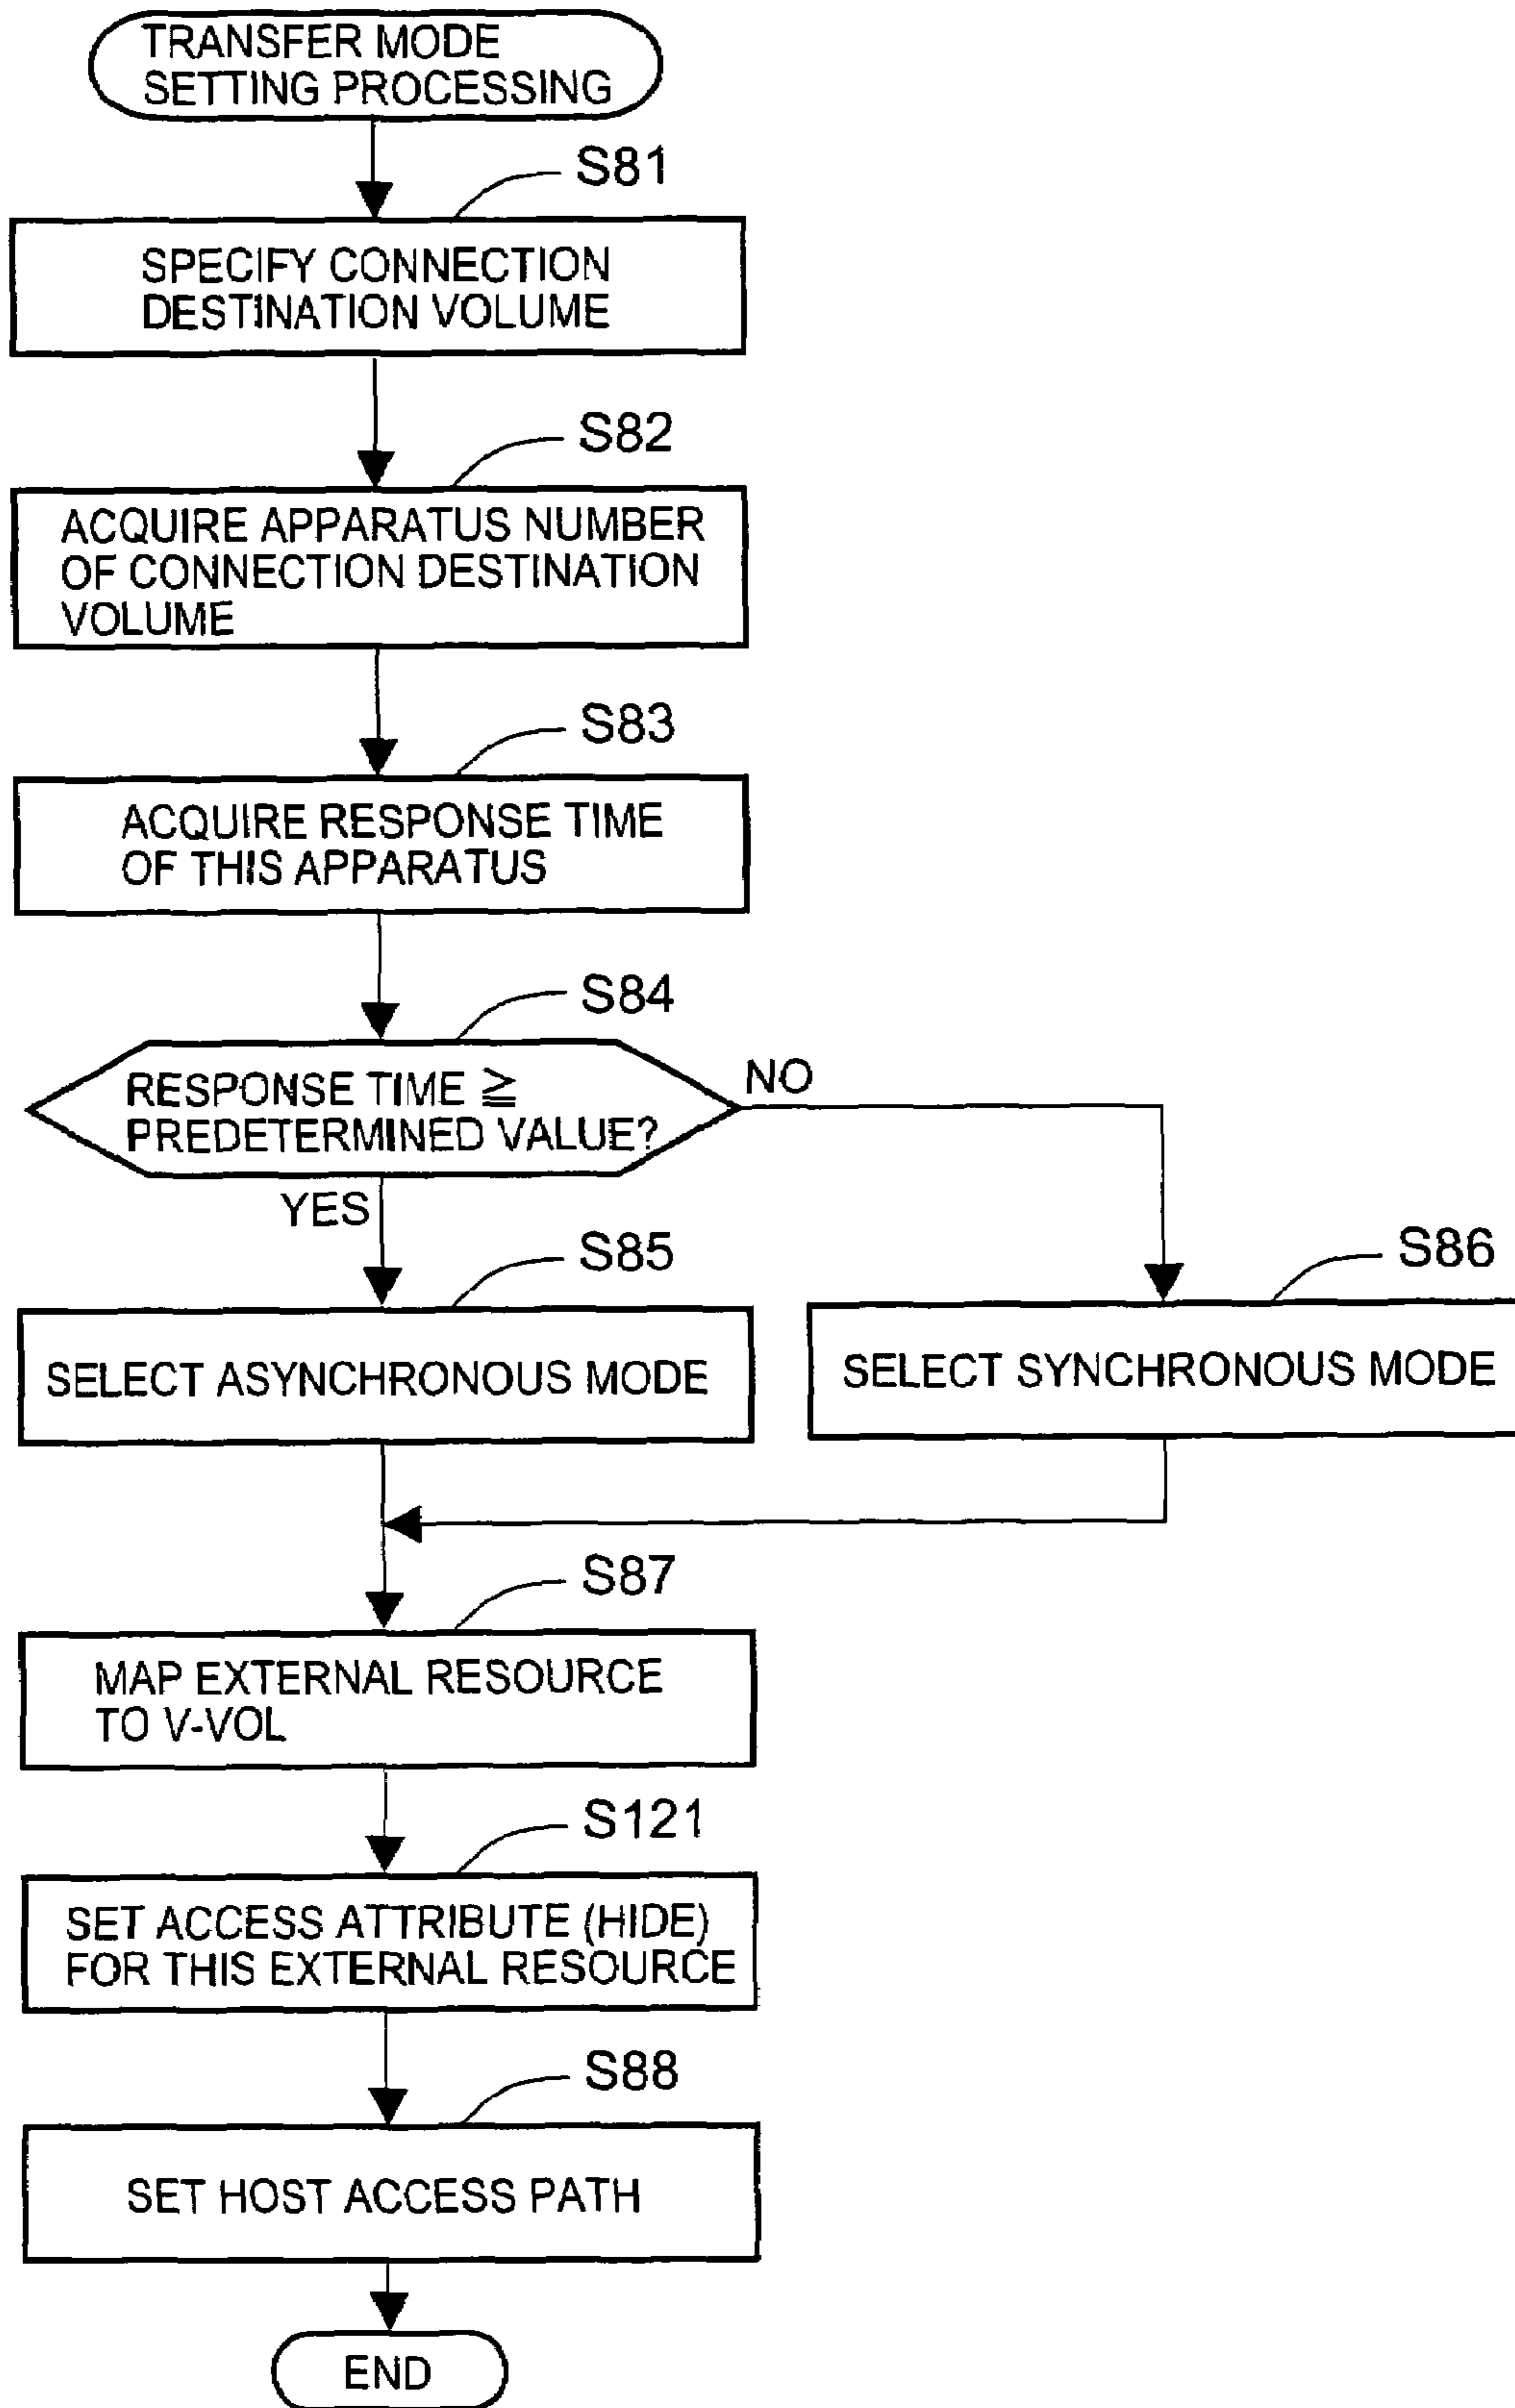 TRANSFER MODE
SETTING PROCESSING
S81
SPECIFY CONNECTION
DESTINATION VOLUME
S82
ACQUIRE APPARATUS NUMBER
OF CONNECTION DESTINATION
VOLUME
S83
ACQUIRE RESPONSE TIME
OF THIS APPARATUS
S84
RESPONSE TIME ≧
PREDETERMINED VALUE?
NO
YES
S85
SELECT ASYNCHRONOUS MODE
S86
SELECT SYNCHRONOUS MODE
S87
MAP EXTERNAL RESOURCE
TO V-VOL
S121
SET ACCESS ATTRIBUTE (HIDE)
FOR THIS EXTERNAL RESOURCE
S88
SET HOST ACCESS PATH
END